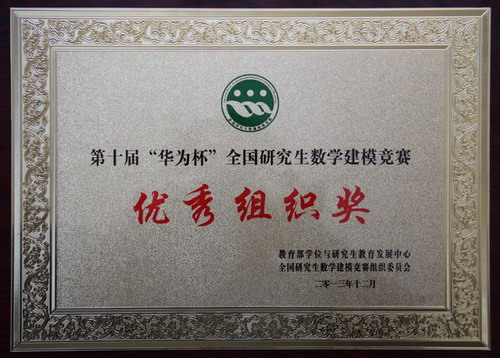 第十届“华为杯”全国研究生数学建模竞赛
优秀组织奖
教育部学位与研究生教育发展中心
全国研究生数学建模竞赛组织委员会
二〇一三年十二月